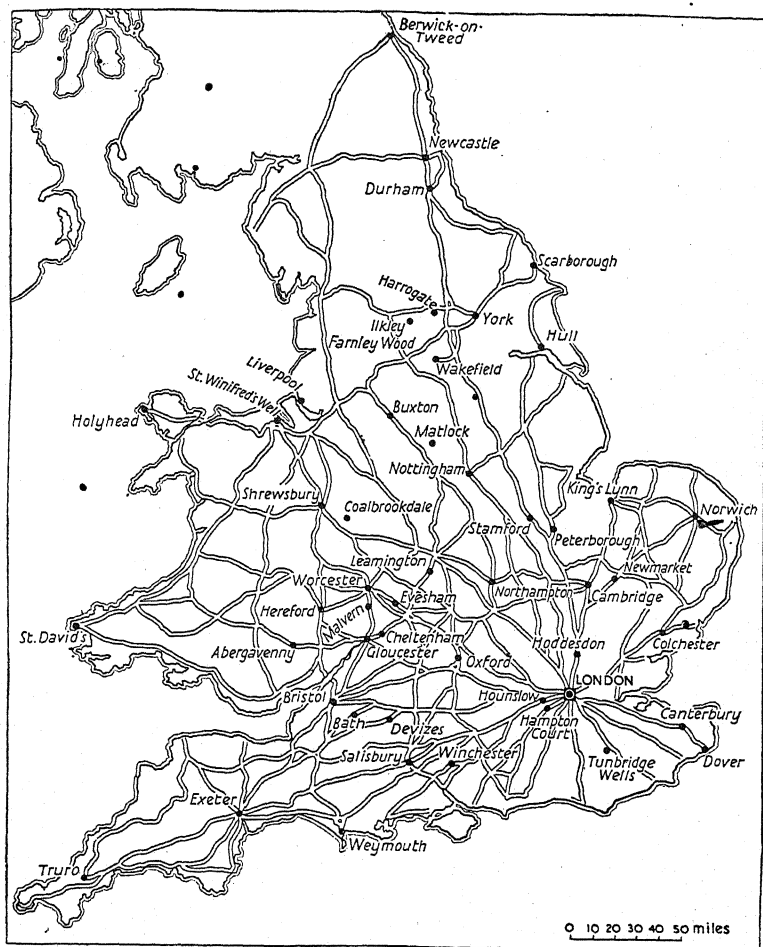 Berwick-on-
Tweed
Newcastle
Durham
Scarborough
Harrogate
York
Ilkley
Farnley Wood
Hull
Wakefield
Liverpool
St. Winifred's Well
Holyhead
Buxton
Matlock
Nottingham
King's Lynn
Norwich
Shrewsbury
Coalbrookdale
Stamford
Peterborough
Leamington
Newmarket
Worcester
Northampton
Cambridge
Evesham
Hereford
Malvern
St. David's
Cheltenham
Hoddesdon
Colchester
Abergavenny
Gloucester
Oxford
LONDON
Bristol
Hounslow
Canterbury
Bath
Devizes
Hampton
Court
Salisbury
Winchester
Tunbridge
Wells
Dover
Exeter
Weymouth
Truro
0 10 20 30 40 50 miles